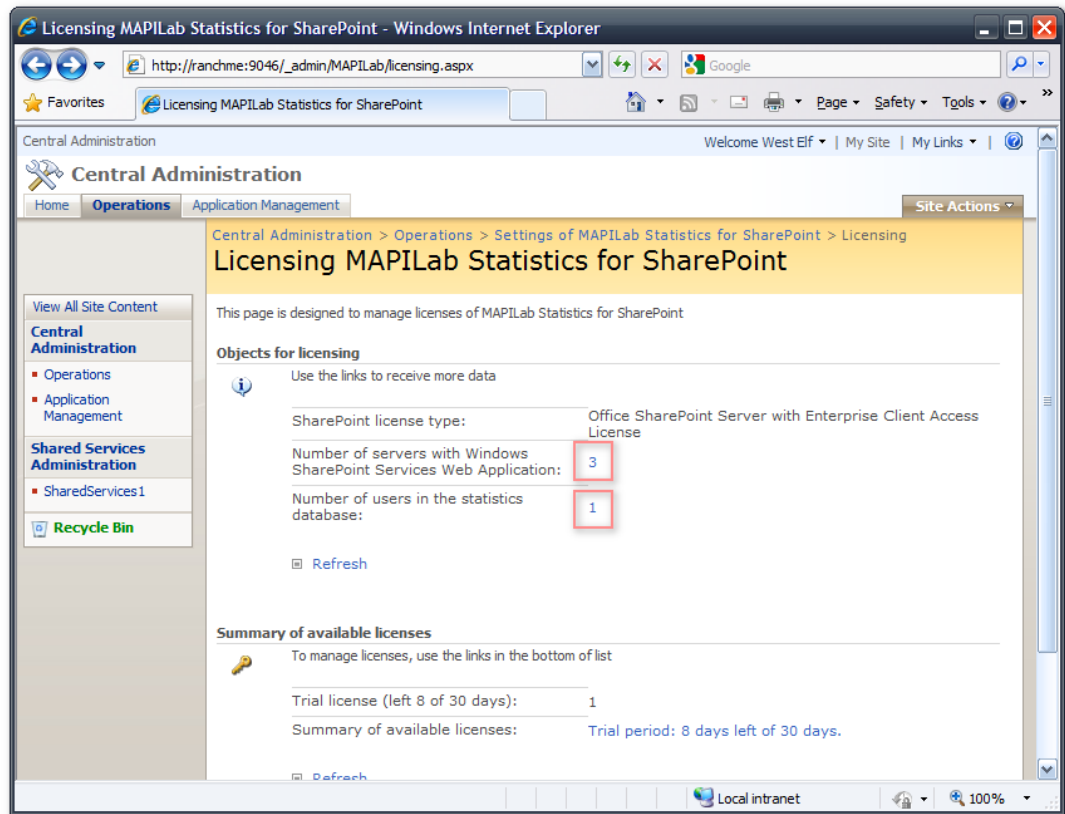 Licensing MAPILab Statistics for SharePoint - Windows Internet Explorer
http://ranchme:9046/_admin/MAPILab/licensing.aspx
Google
Favorites
Licensing MAPILab Statistics for SharePoint
Page
Safety
Tools
»
Central Administration
Welcome West Elf
| My Site | My Links
|
Central Administration
Home
Operations
Application Management
Site Actions
Central Administration > Operations > Settings of MAPILab Statistics for SharePoint > Licensing
Licensing MAPILab Statistics for SharePoint
View All Site Content
Central
Administration
Operations
Application
Management
Shared Services
Administration
SharedServices1
Recycle Bin
This page is designed to manage licenses of MAPILab Statistics for SharePoint
Objects for licensing
Use the links to receive more data
SharePoint license type:
Office SharePoint Server with Enterprise Client Access
License
Number of servers with Windows
SharePoint Services Web Application:
3
Number of users in the statistics
database:
1
Refresh
Summary of available licenses
To manage licenses, use the links in the bottom of list
Trial license (left 8 of 30 days):
1
Summary of available licenses:
Trial period: 8 days left of 30 days.
Refresh
Local intranet
100%